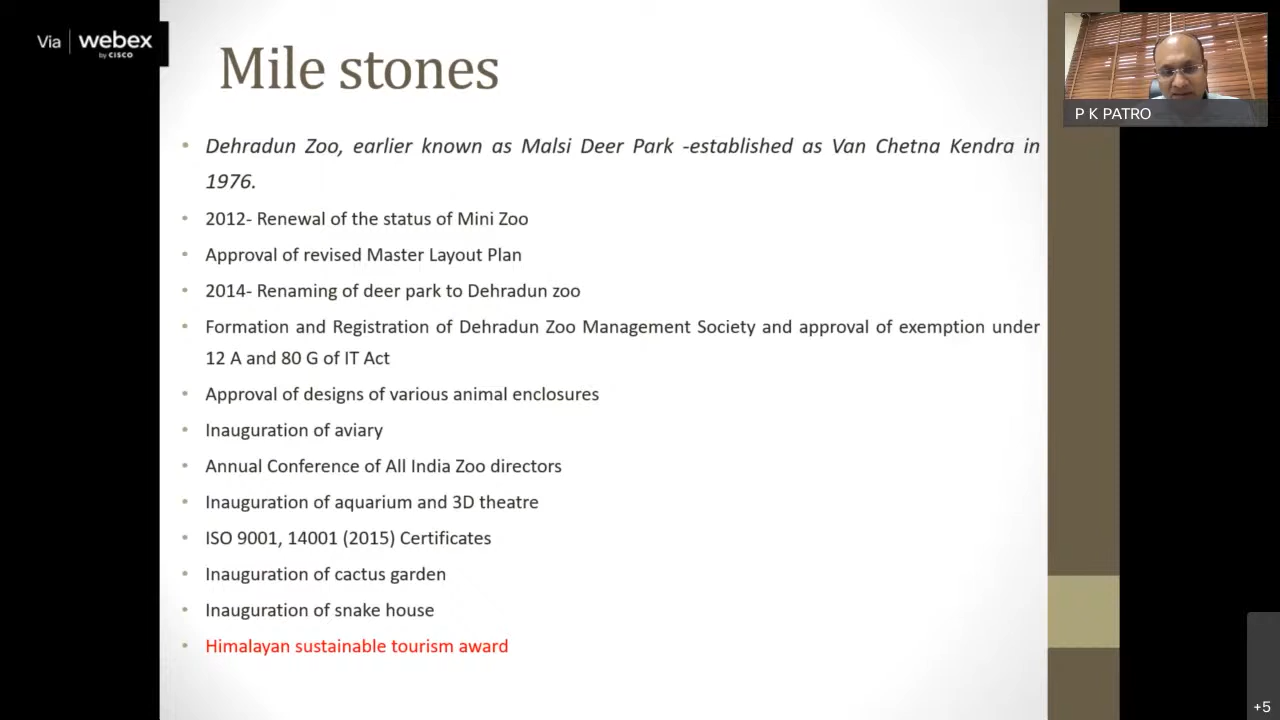 Via webex
by CISCO
Mile stones
P K PATRO
• Dehradun Zoo, earlier known as Malsi Deer Park -established as Van Chetna Kendra in
1976.
• 2012- Renewal of the status of Mini Zoo
• Approval of revised Master Layout Plan
• 2014- Renaming of deer park to Dehradun zoo
• Formation and Registration of Dehradun Zoo Management Society and approval of exemption under
12 A and 80 G of IT Act
• Approval of designs of various animal enclosures
• Inauguration of aviary
• Annual Conference of All India Zoo directors
• Inauguration of aquarium and 3D theatre
• ISO 9001, 14001 (2015) Certificates
• Inauguration of cactus garden
• Inauguration of snake house
• Himalayan sustainable tourism award
+5